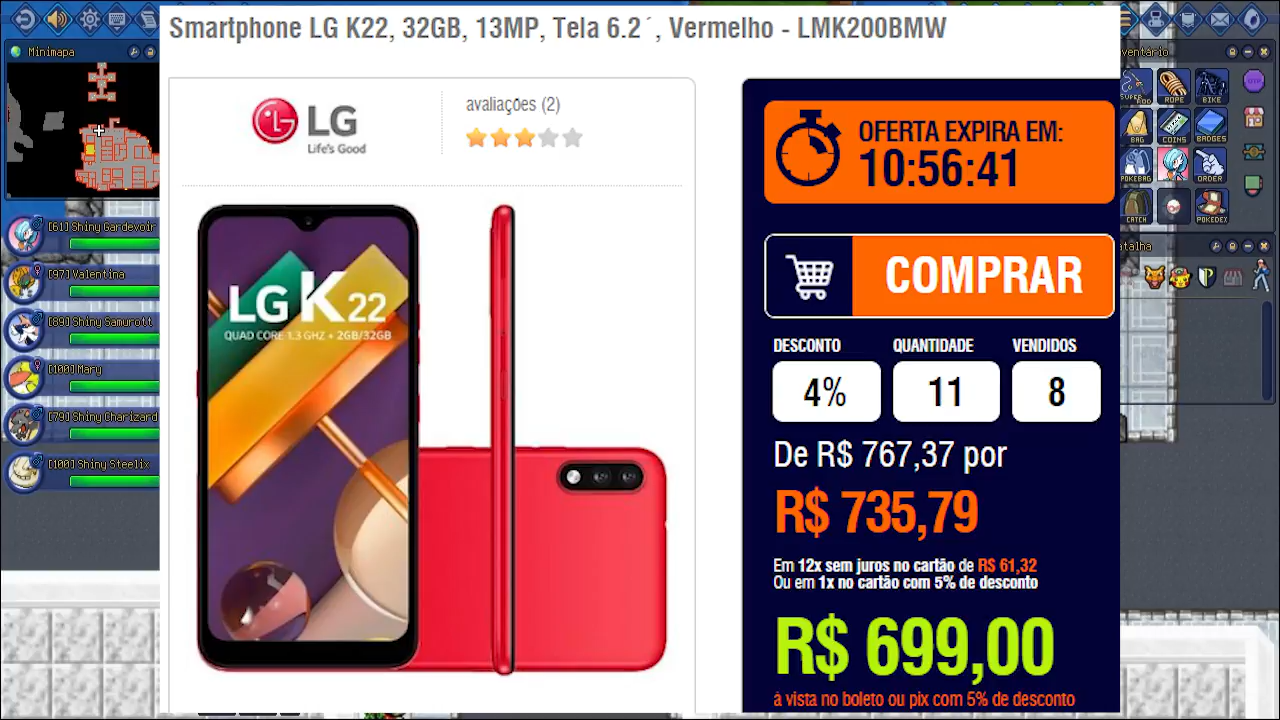 Smartphone LG K22, 32GB, 13MP, Tela 6.2´, Vermelho - LMK200BMW
Minimapa
[61] Shiny Gardevoir
[97] Valentina
[89] Shiny Samurott
[100] Mary
[79] Shiny Charizard
[100] Shiny Steelix
LG
Life's Good
avaliações (2)
LG K22
QUAD CORE 1.3 GHZ + 2GB/32GB
OFERTA EXPIRA EM:
10:56:41
COMPRAR
DESCONTO QUANTIDADE VENDIDOS
4% 11 8
De R$ 767,37 por
R$ 735,79
Em 12x sem juros no cartão de R$ 61,32
Ou em 1x no cartão com 5% de desconto
R$ 699,00
à vista no boleto ou pix com 5% de desconto
ventário
ROPE BIKE
BAG COINS BADGES
POKEBAG ORDER
CATCH POKEDEX
atalha